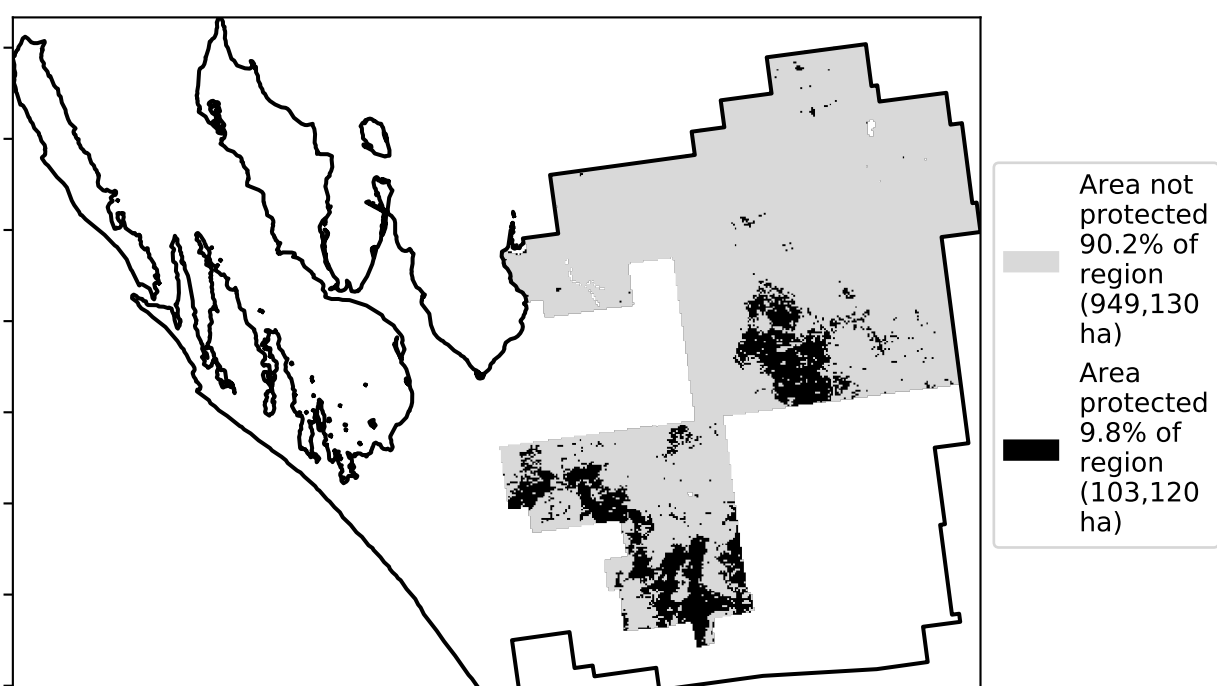 Area not
protected
90.2% of
region
(949,130
ha)
Area
protected
9.8% of
region
(103,120
ha)